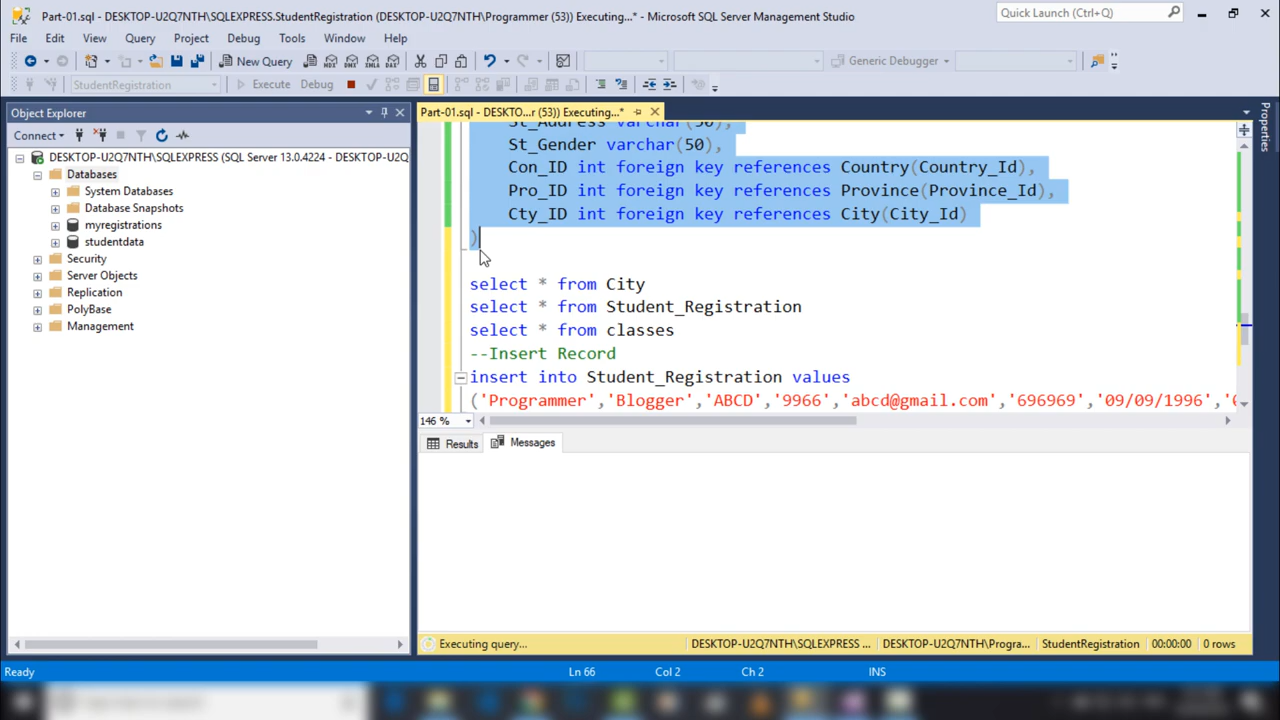 Part-01.sql - DESKTOP-U2Q7NTH\SQLEXPRESS.StudentRegistration (DESKTOP-U2Q7NTH\Programmer (53)) Executing...* - Microsoft SQL Server Management Studio
Quick Launch (Ctrl+Q)
File Edit View Query Project Debug Tools Window Help
New Query
MDX DMX XMLA DAX
Generic Debugger
StudentRegistration
Execute Debug
Object Explorer
Part-01.sql - DESKTO...r (53)) Executing...*
Properties
Connect
DESKTOP-U2Q7NTH\SQLEXPRESS (SQL Server 13.0.4224 - DESKTOP-U2Q
Databases
System Databases
Database Snapshots
myregistrations
studentdata
Security
Server Objects
Replication
PolyBase
Management
St_Address varchar(50),
St_Gender varchar(50),
Con_ID int foreign key references Country(Country_Id),
Pro_ID int foreign key references Province(Province_Id),
Cty_ID int foreign key references City(City_Id)
)
select * from City
select * from Student_Registration
select * from classes
--Insert Record
insert into Student_Registration values
('Programmer','Blogger','ABCD','9966','abcd@gmail.com','696969','09/09/1996','
146 %
Results Messages
Executing query... DESKTOP-U2Q7NTH\SQLEXPRESS ... DESKTOP-U2Q7NTH\Progra... StudentRegistration 00:00:00 0 rows
Ready Ln 66 Col 2 Ch 2 INS